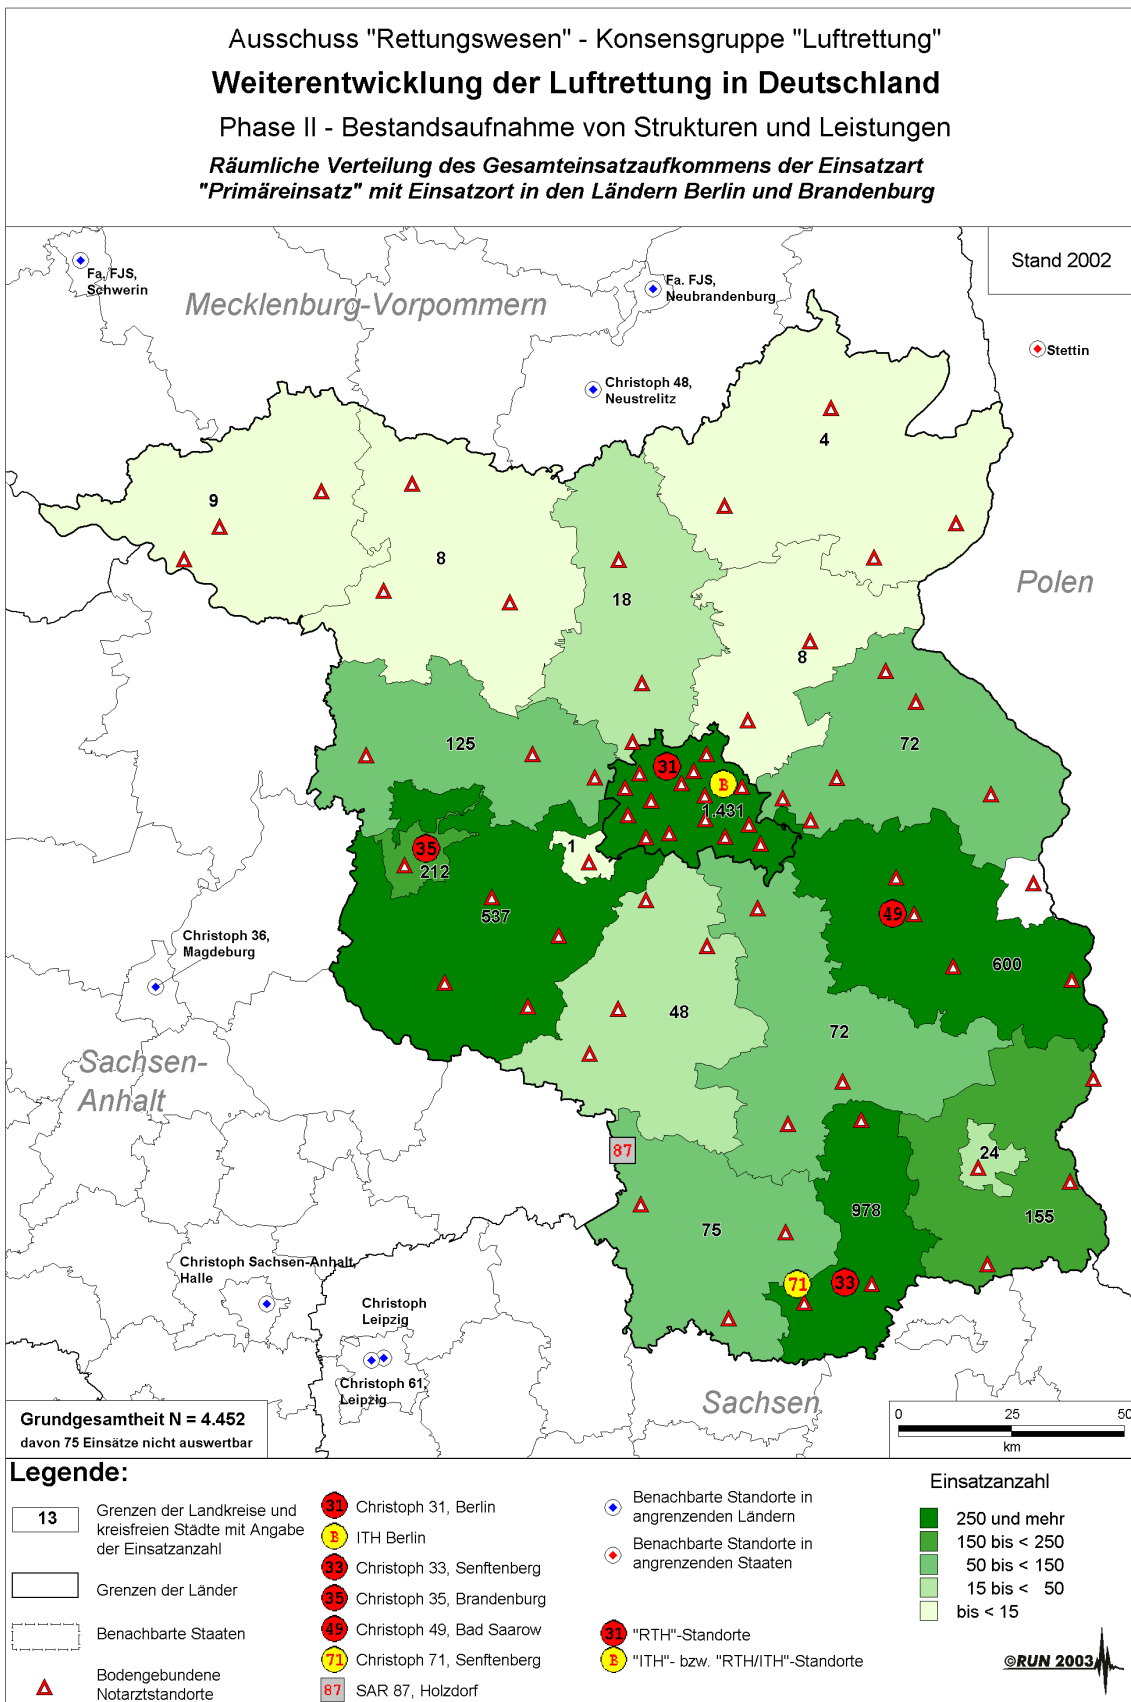 Ausschuss "Rettungswesen" - Konsensgruppe "Luftrettung"
Weiterentwicklung der Luftrettung in Deutschland
Phase II - Bestandsaufnahme von Strukturen und Leistungen
Räumliche Verteilung des Gesamteinsatzaufkommens der Einsatzart
"Primäreinsatz" mit Einsatzort in den Ländern Berlin und Brandenburg
Stand 2002
Fa. FJS,
Schwerin
Mecklenburg-Vorpommern
Fa. FJS,
Neubrandenburg
Stettin
Christoph 48,
Neustrelitz
4
9
8
Polen
18
8
125
72
31
B
1.431
35
212
1
537
49
600
Christoph 36,
Magdeburg
48
72
Sachsen-
Anhalt
87
24
978
155
75
Christoph Sachsen-Anhalt,
Halle
71
33
Christoph
Leipzig
Christoph 61,
Leipzig
Sachsen
Grundgesamtheit N = 4.452
davon 75 Einsätze nicht auswertbar
0 25 50
km
Legende:
13
Grenzen der Landkreise und
kreisfreien Städte mit Angabe
der Einsatzanzahl
Grenzen der Länder
Benachbarte Staaten
Bodengebundene
Notarztstandorte
31 Christoph 31, Berlin
B ITH Berlin
33 Christoph 33, Senftenberg
35 Christoph 35, Brandenburg
49 Christoph 49, Bad Saarow
71 Christoph 71, Senftenberg
87 SAR 87, Holzdorf
Benachbarte Standorte in
angrenzenden Ländern
Benachbarte Standorte in
angrenzenden Staaten
31 "RTH"-Standorte
B "ITH"- bzw. "RTH/ITH"-Standorte
Einsatzanzahl
250 und mehr
150 bis < 250
50 bis < 150
15 bis < 50
bis < 15
©RUN 2003